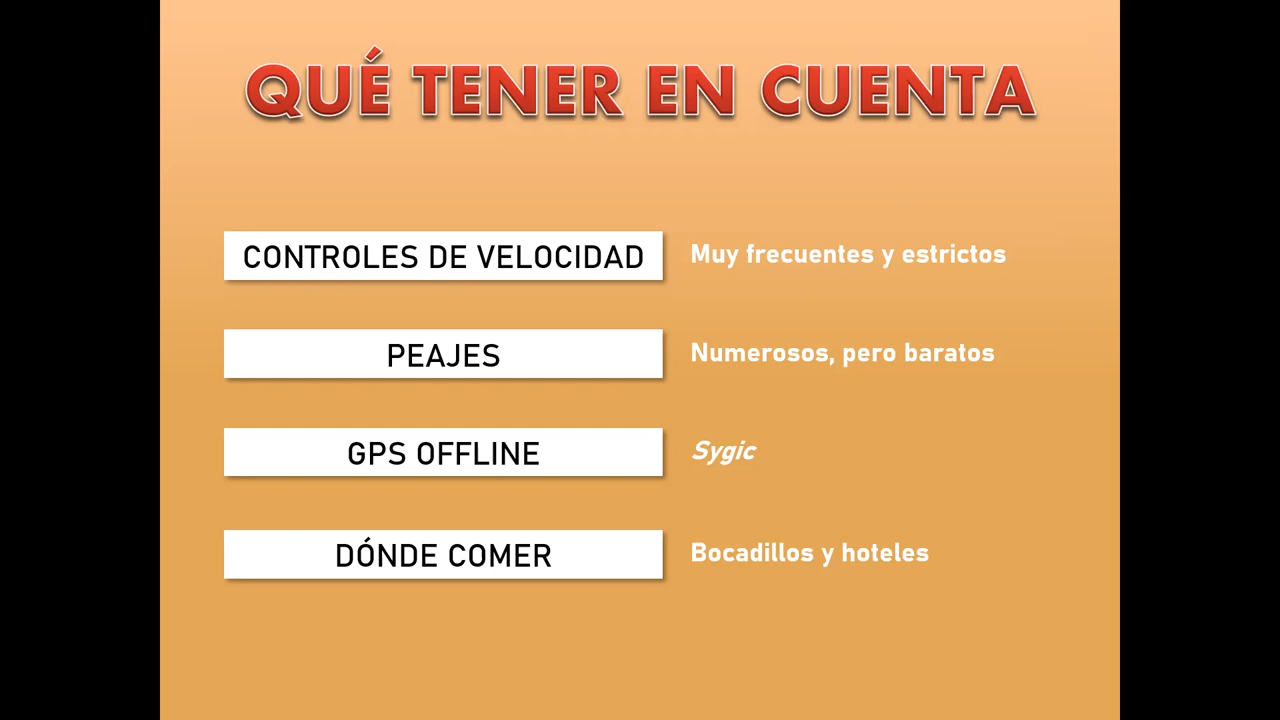 QUÉ TENER EN CUENTA
CONTROLES DE VELOCIDAD Muy frecuentes y estrictos
PEAJES Numerosos, pero baratos
GPS OFFLINE Sygic
DÓNDE COMER Bocadillos y hoteles